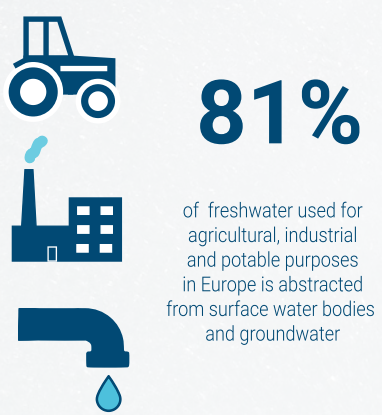 81%
of freshwater used for
agricultural, industrial
and potable purposes
in Europe is abstracted
from surface water bodies
and groundwater